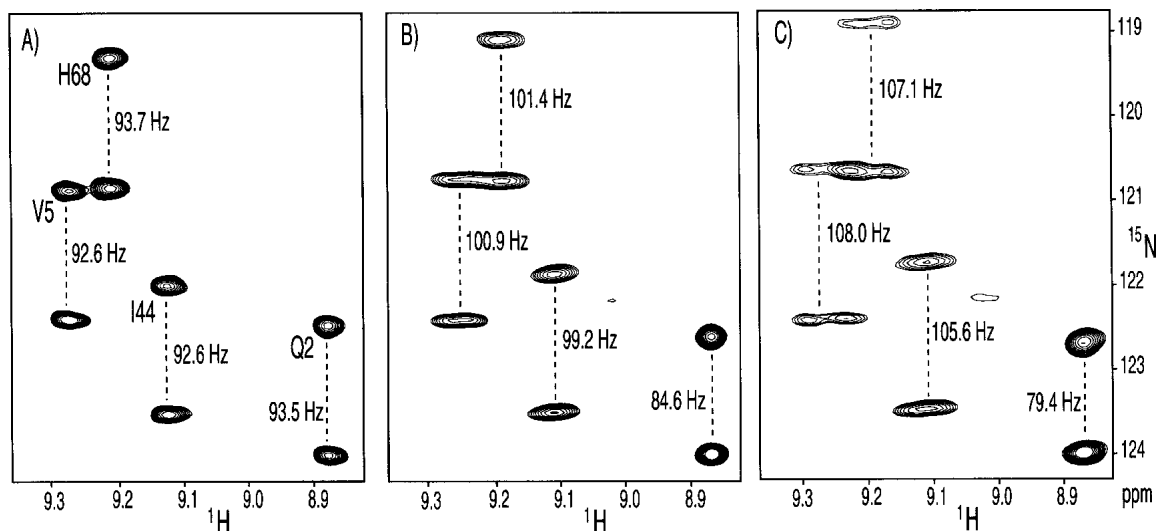 A)
H68
93.7 Hz
V5
92.6 Hz
I44
92.6 Hz
Q2
93.5 Hz
9.3 9.2 9.1 9.0 8.9
¹H
B)
101.4 Hz
100.9 Hz
99.2 Hz
84.6 Hz
9.3 9.2 9.1 9.0 8.9
¹H
C)
107.1 Hz
108.0 Hz
105.6 Hz
79.4 Hz
9.3 9.2 9.1 9.0 8.9
¹H
119
120
121
¹⁵N
122
123
124
ppm